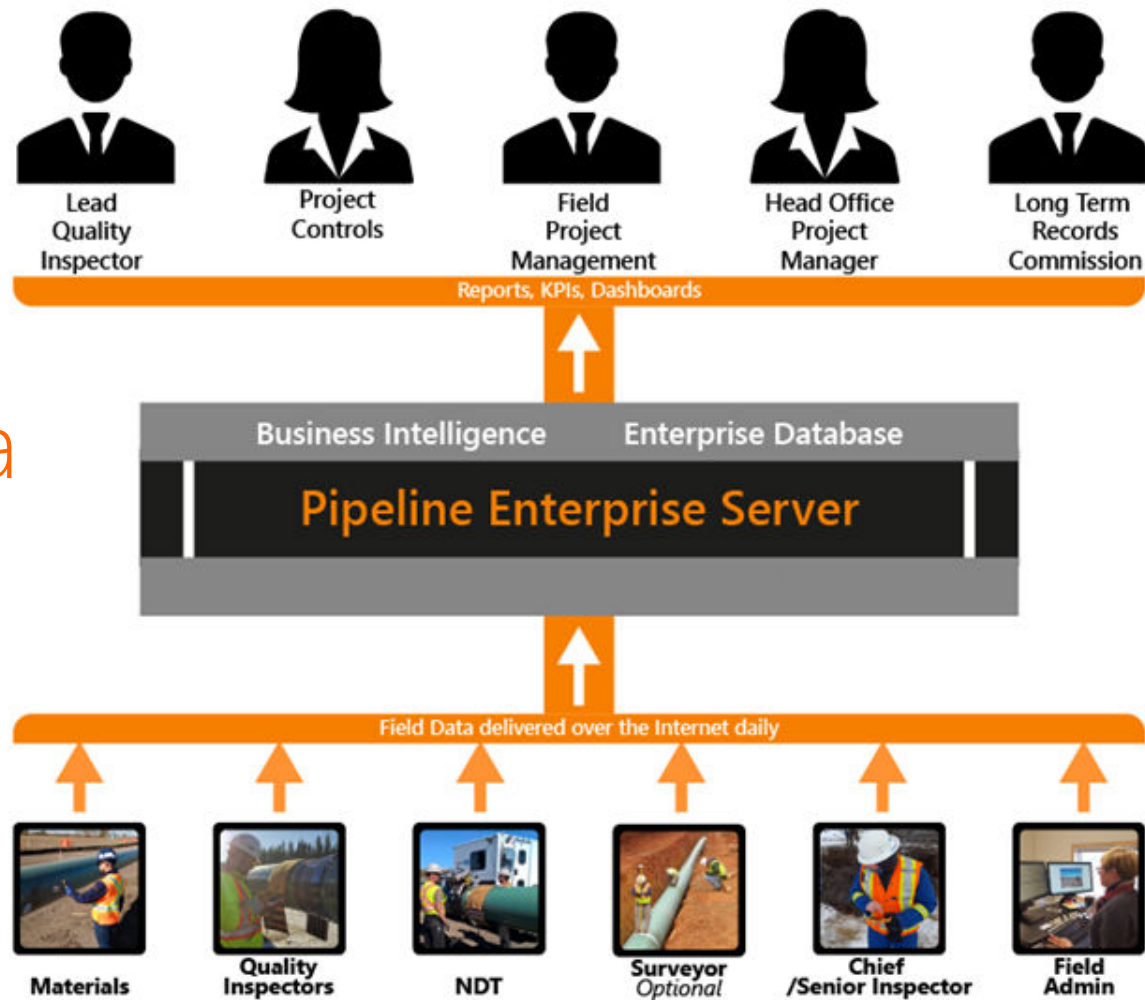 Lead
Quality
Inspector
Project
Controls
Field
Project
Management
Head Office
Project
Manager
Long Term
Records
Commission
Reports, KPIs, Dashboards
a
Business Intelligence Enterprise Database
Pipeline Enterprise Server
Field Data delivered over the Internet daily
Materials
Quality
Inspectors
NDT
Surveyor
Optional
Chief
/Senior Inspector
Field
Admin